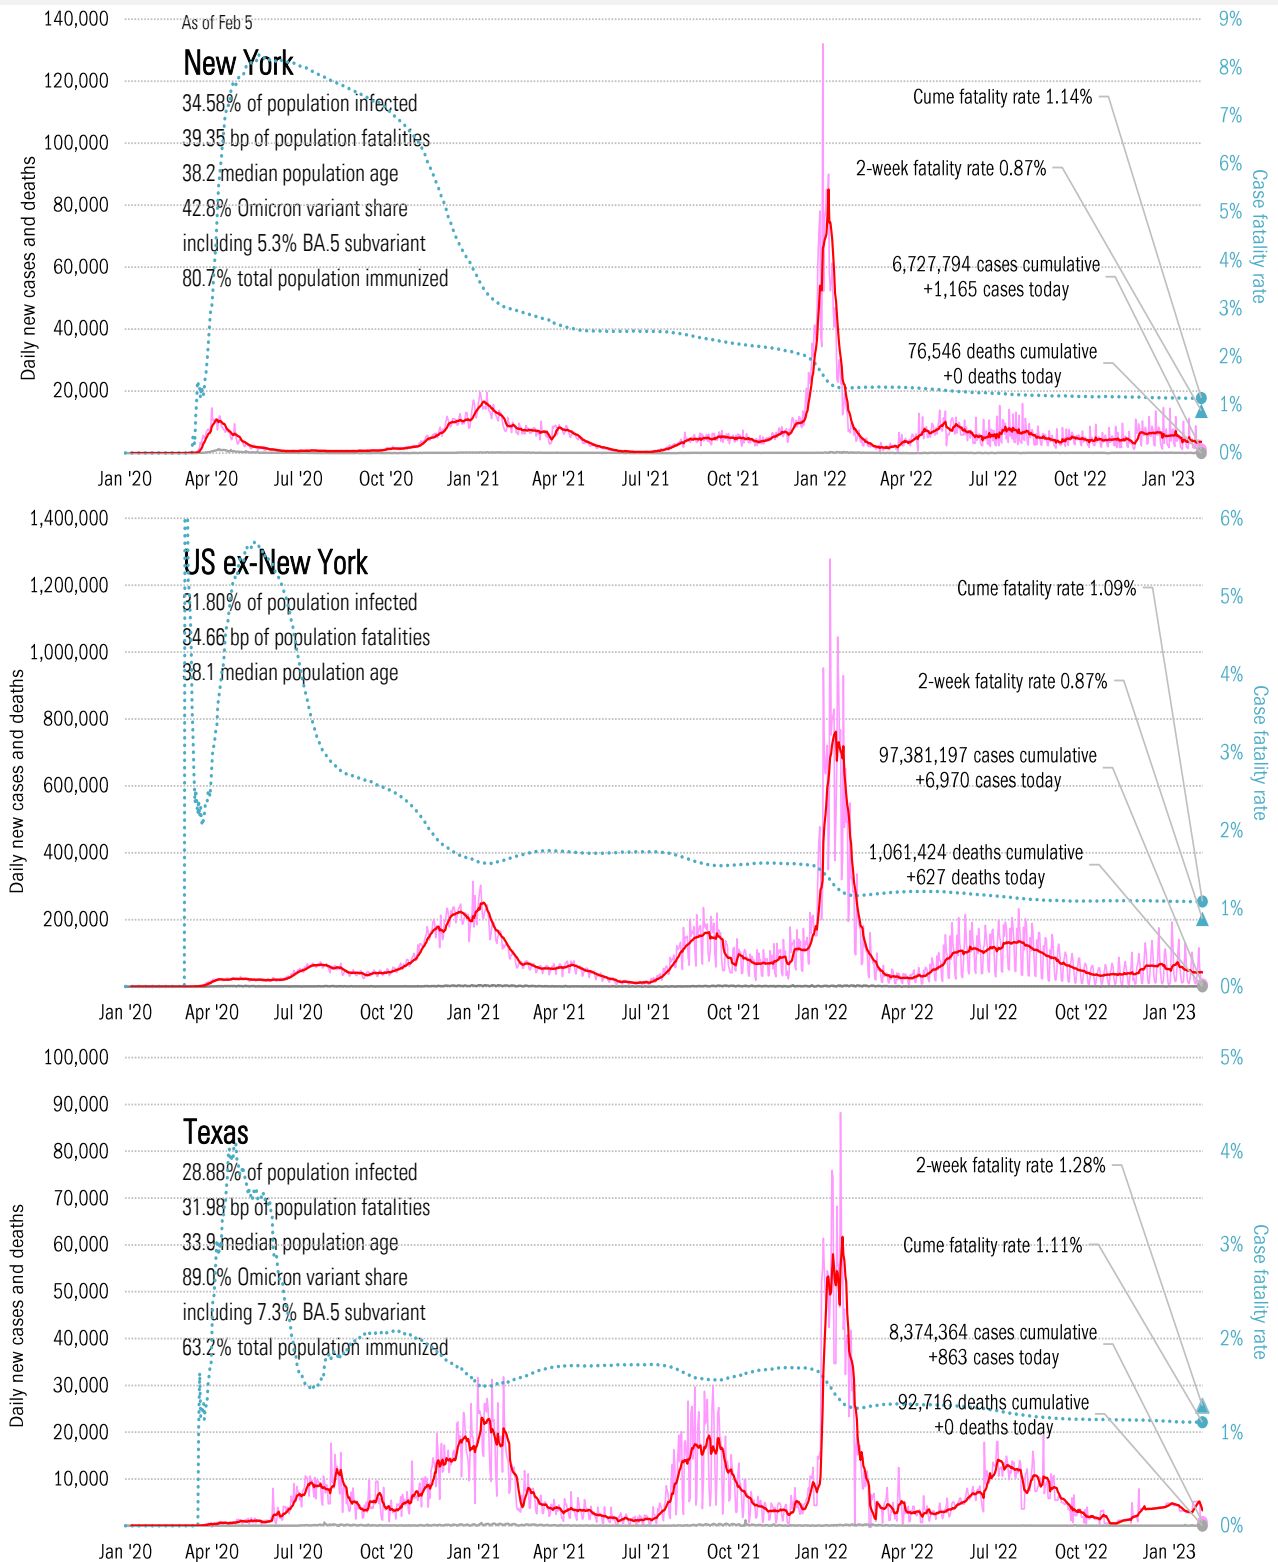 140,000
As of Feb 5
9%
New York
8%
120,000
34.58% of population infected
Cume fatality rate 1.14%
7%
100,000
39.35 bp of population fatalities
2-week fatality rate 0.87%
6%
38.2 median population age
80,000
42.8% Omicron variant share
5%
including 5.3% BA.5 subvariant
60,000
80.7% total population immunized
6,727,794 cases cumulative
+1,165 cases today
4%
3%
40,000
76,546 deaths cumulative
+0 deaths today
2%
20,000
1%
0%
Daily new cases and deaths
Case fatality rate
Jan '20 Apr '20 Jul '20 Oct '20 Jan '21 Apr '21 Jul '21 Oct '21 Jan '22 Apr '22 Jul '22 Oct '22 Jan '23
1,400,000
6%
US ex-New York
1,200,000
31.80% of population infected
Cume fatality rate 1.09%
5%
34.66 bp of population fatalities
1,000,000
38.1 median population age
2-week fatality rate 0.87%
4%
800,000
97,381,197 cases cumulative
+6,970 cases today
3%
600,000
2%
400,000
1,061,424 deaths cumulative
+627 deaths today
200,000
1%
0%
Daily new cases and deaths
Case fatality rate
Jan '20 Apr '20 Jul '20 Oct '20 Jan '21 Apr '21 Jul '21 Oct '21 Jan '22 Apr '22 Jul '22 Oct '22 Jan '23
100,000
5%
90,000
Texas
80,000
4%
28.88% of population infected
2-week fatality rate 1.28%
70,000
31.98 bp of population fatalities
60,000
33.9 median population age
Cume fatality rate 1.11%
3%
89.0% Omicron variant share
50,000
including 7.3% BA.5 subvariant
40,000
63.2% total population immunized
8,374,364 cases cumulative
+863 cases today
2%
30,000
92,716 deaths cumulative
+0 deaths today
20,000
1%
10,000
0%
Daily new cases and deaths
Case fatality rate
Jan '20 Apr '20 Jul '20 Oct '20 Jan '21 Apr '21 Jul '21 Oct '21 Jan '22 Apr '22 Jul '22 Oct '22 Jan '23